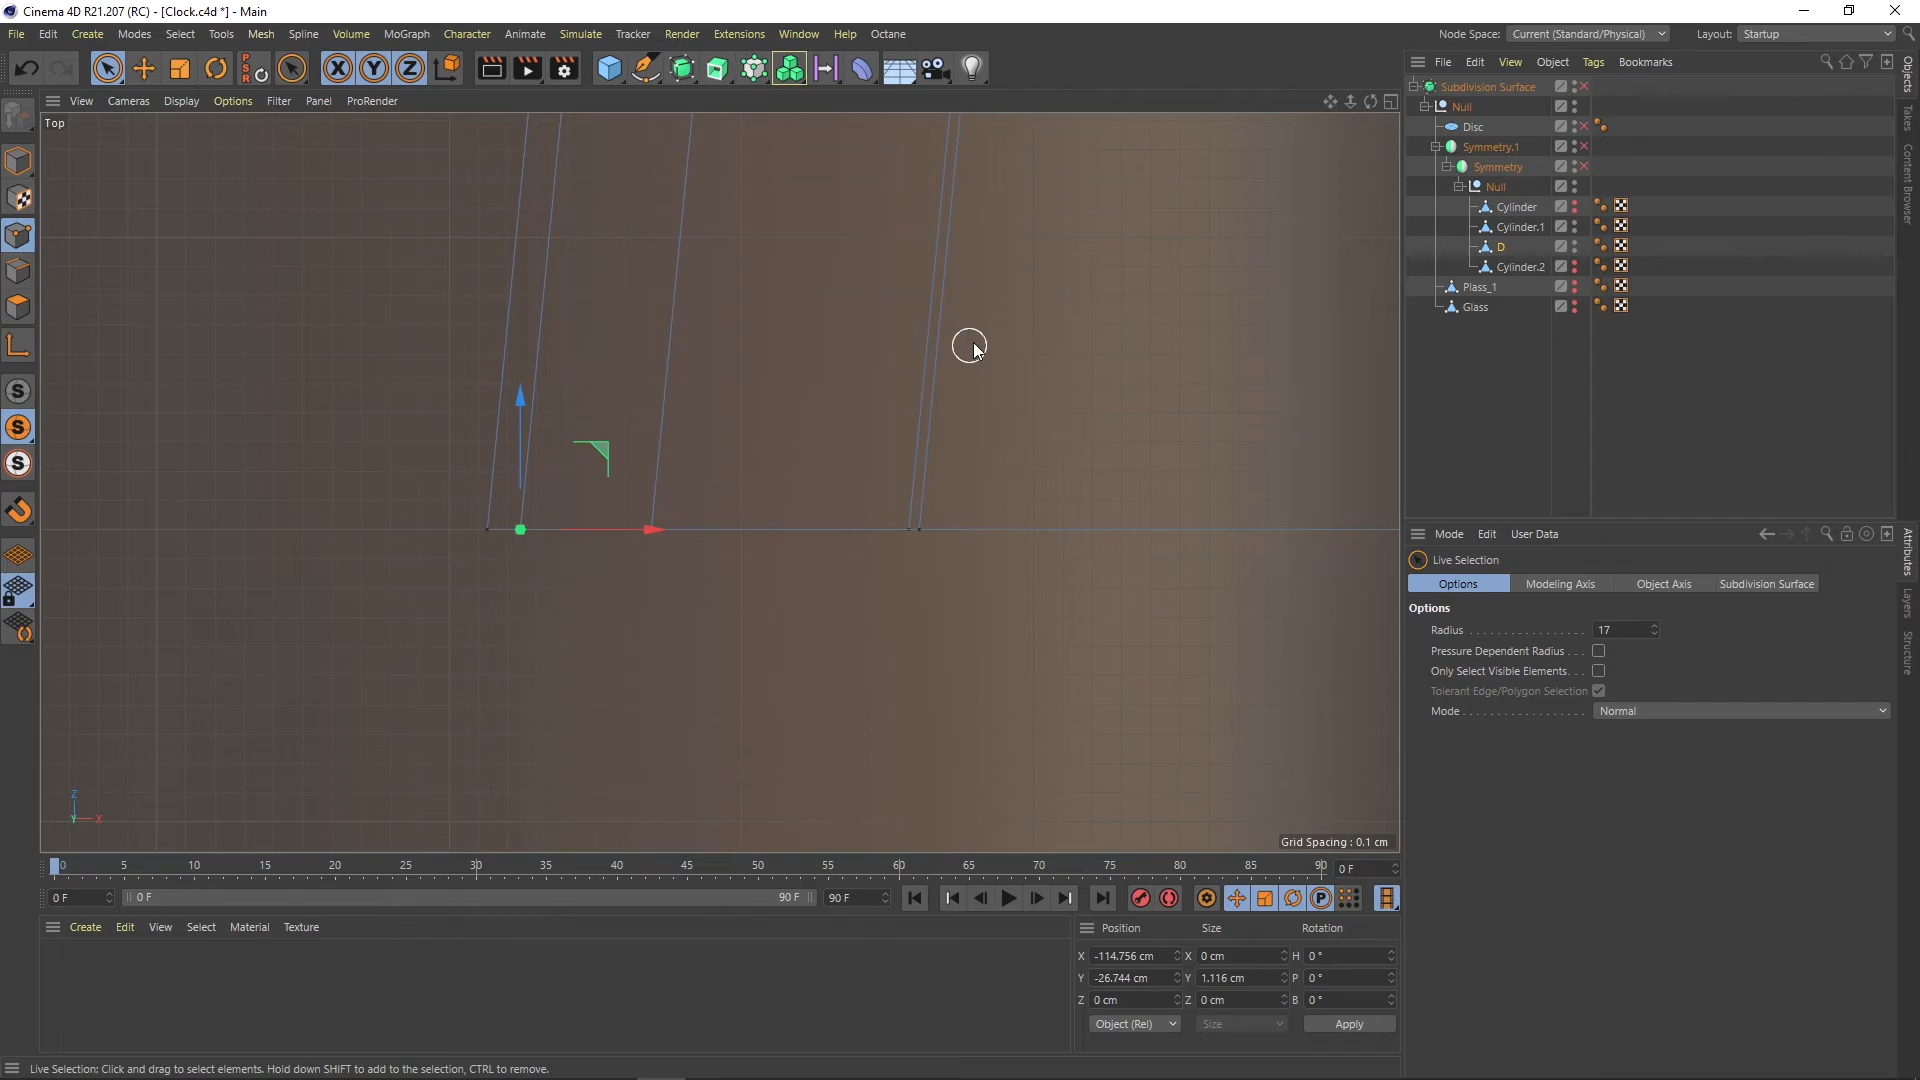 Cinema 4D R21.207 (RC) - [Clock.c4d *] - Main
File Edit Create Modes Select Tools Mesh Spline Volume MoGraph Character Animate Simulate Tracker Render Extensions Window Help Octane
Node Space: Current (Standard/Physical) Layout: Startup
P S R
X Y Z
View Cameras Display Options Filter Panel ProRender
Top
S
S
S
Z
Y X
Grid Spacing : 0.1 cm
File Edit View Object Tags Bookmarks
Subdivision Surface
Null
Disc
Symmetry.1
Symmetry
Null
Cylinder
Cylinder.1
D
Cylinder.2
Plass_1
Glass
Objects
Takes
Content Browser
Mode Edit User Data
Live Selection
Options Modeling Axis Object Axis Subdivision Surface
Options
Radius 17
Pressure Dependent Radius
Only Select Visible Elements
Tolerant Edge/Polygon Selection
Mode Normal
Attributes
Layers
Structure
0 5 10 15 20 25 30 35 40 45 50 55 60 65 70 75 80 85 90 0 F
0 F 0 F 90 F 90 F P
Create Edit View Select Material Texture
Position Size Rotation
X -114.756 cm X 0 cm H 0 °
Y -26.744 cm Y 1.116 cm P 0 °
Z 0 cm Z 0 cm B 0 °
Object (Rel) Size Apply
Live Selection: Click and drag to select elements. Hold down SHIFT to add to the selection, CTRL to remove.